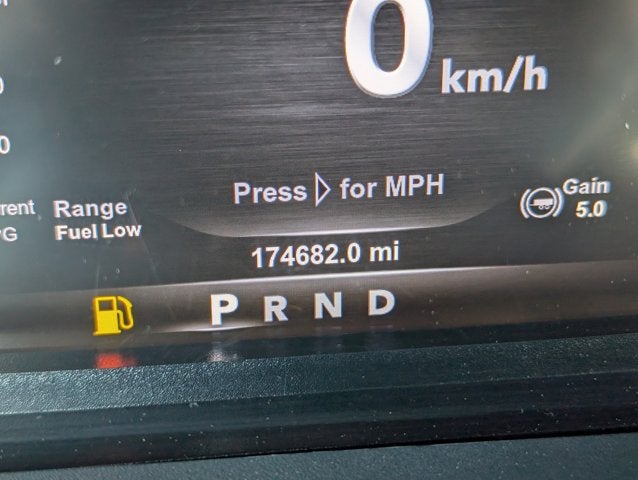 0 km/h
Press ▷ for MPH
Gain
5.0
Range
Fuel Low
174682.0 mi
P R N D